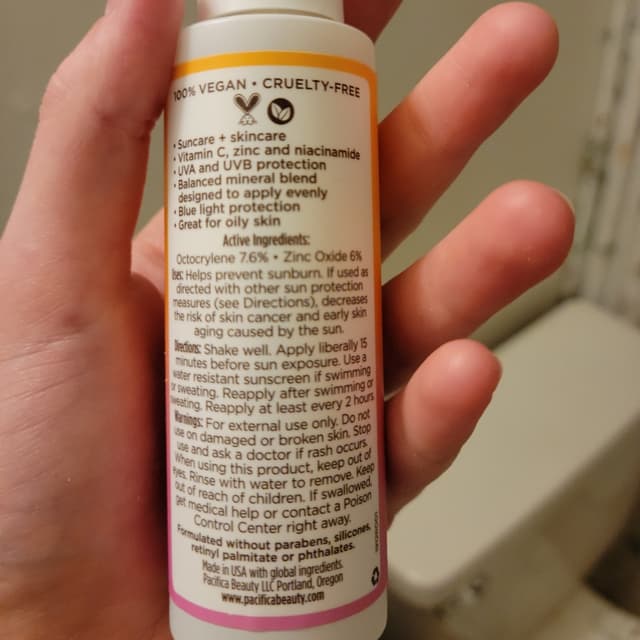 100% VEGAN • CRUELTY-FREE
• Suncare + skincare
• Vitamin C, zinc and niacinamide
• UVA and UVB protection
• Balanced mineral blend
designed to apply evenly
• Blue light protection
• Great for oily skin
Active Ingredients:
Octocrylene 7.6% • Zinc Oxide 6%
Uses: Helps prevent sunburn. If used as
directed with other sun protection
measures (see Directions), decreases
the risk of skin cancer and early skin
aging caused by the sun.
Directions: Shake well. Apply liberally 15
minutes before sun exposure. Use a
water resistant sunscreen if swimming
or sweating. Reapply after swimming or
sweating. Reapply at least every 2 hours.
Warnings: For external use only. Do not
use on damaged or broken skin. Stop
use and ask a doctor if rash occurs.
When using this product, keep out of
eyes. Rinse with water to remove. Keep
out of reach of children. If swallowed,
get medical help or contact a Poison
Control Center right away.
Formulated without parabens, silicones,
retinyl palmitate or phthalates.
Made in USA with global ingredients.
Pacifica Beauty LLC Portland, Oregon
www.pacificabeauty.com